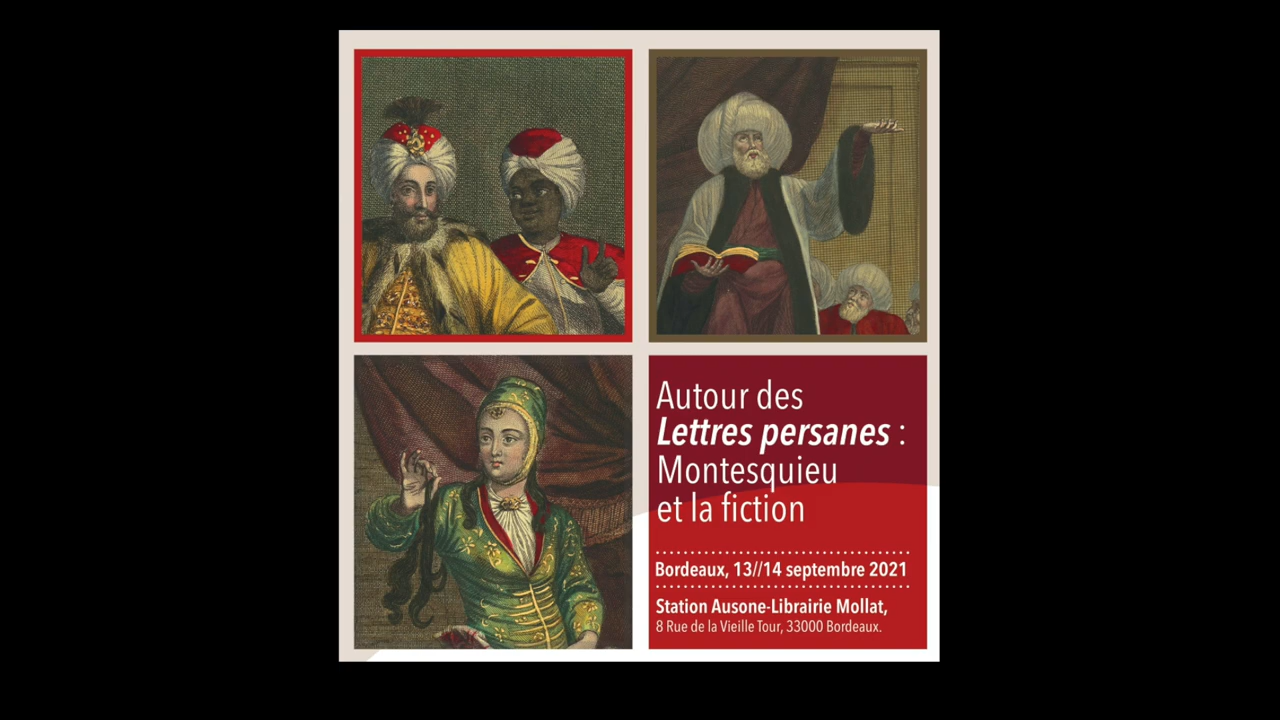 Autour des
Lettres persanes :
Montesquieu
et la fiction
Bordeaux, 13//14 septembre 2021
Station Ausone-Librairie Mollat,
8 Rue de la Vieille Tour, 33000 Bordeaux.